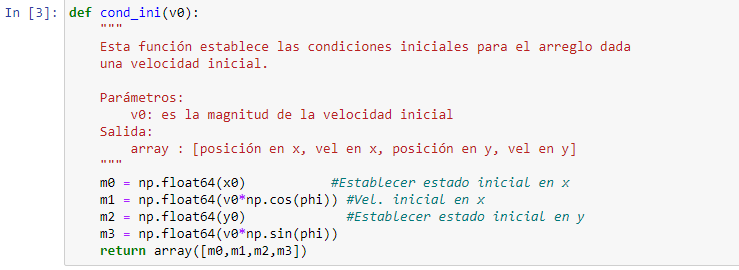 In [3]: def cond_ini(v0):
"""
Esta función establece las condiciones iniciales para el arreglo dada
una velocidad inicial.
Parámetros:
v0: es la magnitud de la velocidad inicial
Salida:
array : [posición en x, vel en x, posición en y, vel en y]
"""
m0 = np.float64(x0) #Establecer estado inicial en x
m1 = np.float64(v0*np.cos(phi)) #Vel. inicial en x
m2 = np.float64(y0) #Establecer estado inicial en y
m3 = np.float64(v0*np.sin(phi))
return array([m0,m1,m2,m3])